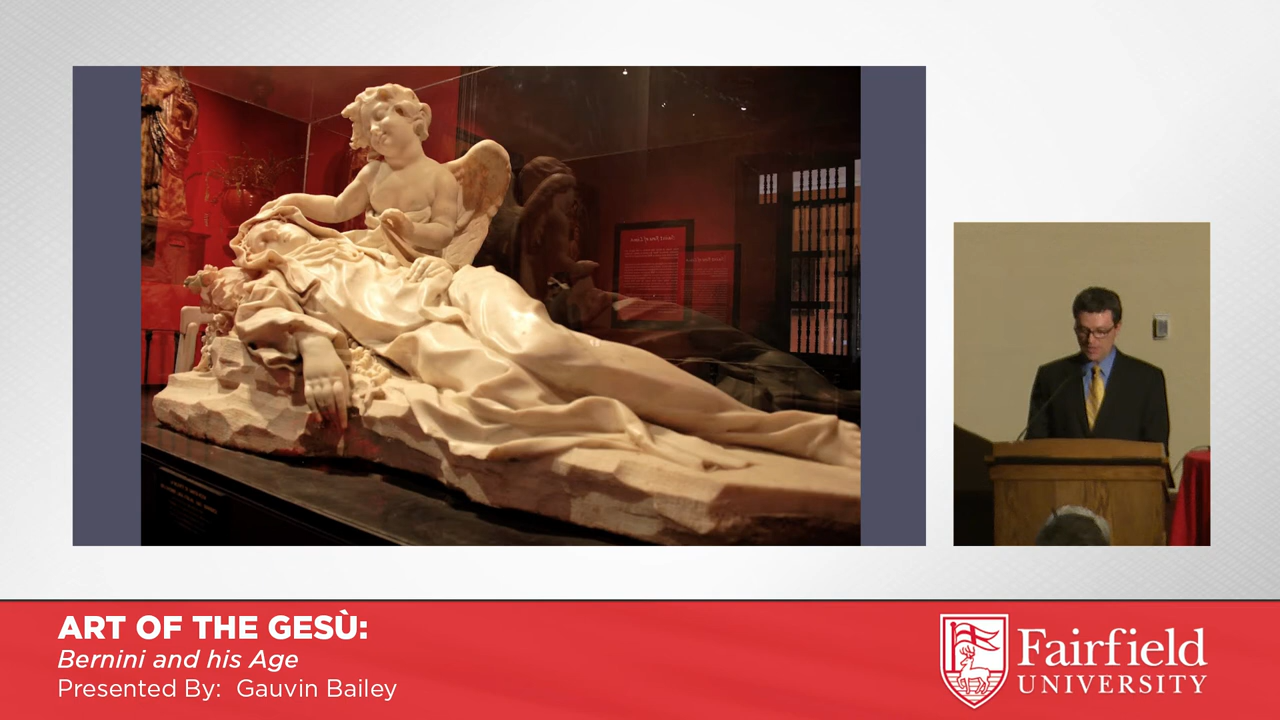 ART OF THE GESÙ:
Bernini and his Age
Presented By: Gauvin Bailey
Fairfield
UNIVERSITY